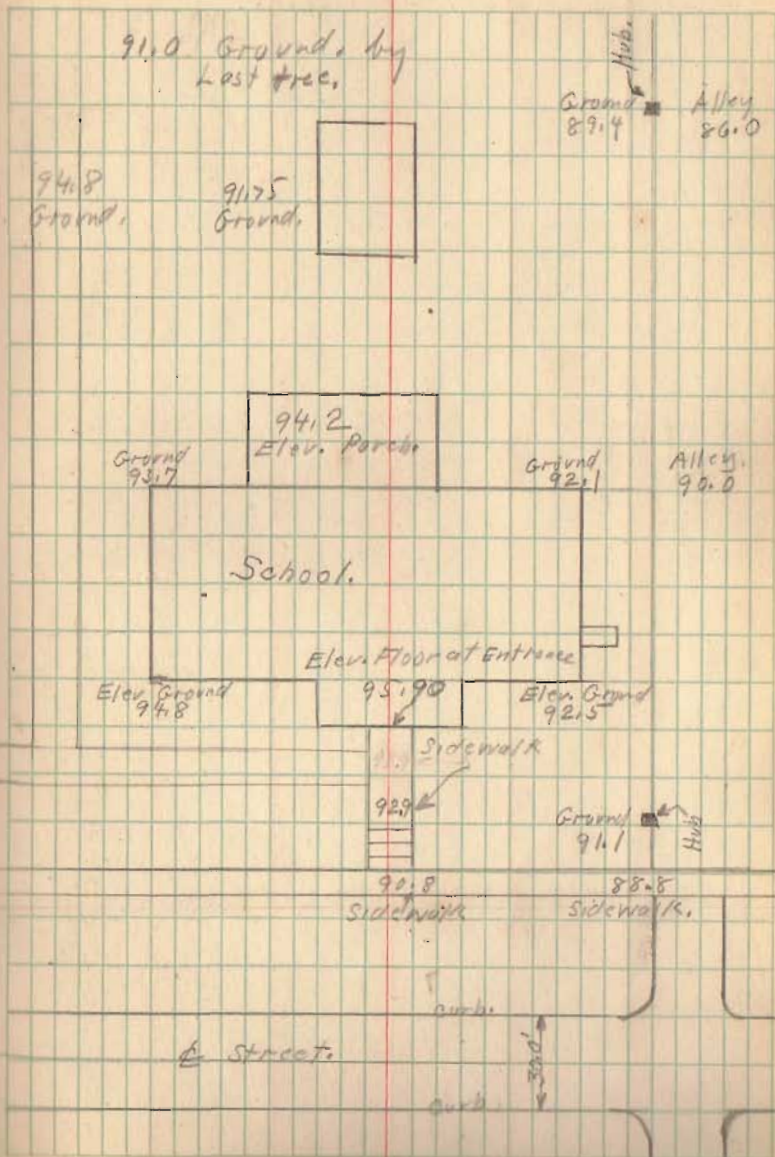 91.0 Ground. by
Last tree.
Hub.
Ground
89.4
Alley
86.0
94.8
Ground.
91.75
Ground.
94.2
Elev. Porch.
Ground
93.7
Ground
92.1
Alley.
90.0
School.
Elev. Floor at Entrance
95.90
Elev. Ground
94.8
Elev. Grond
92.5
Sidewalk
92.9
Ground
91.1
Hub
90.8
Sidewalk
88.8
Sidewalk.
curb.
℄ Street.
30.0'
curb